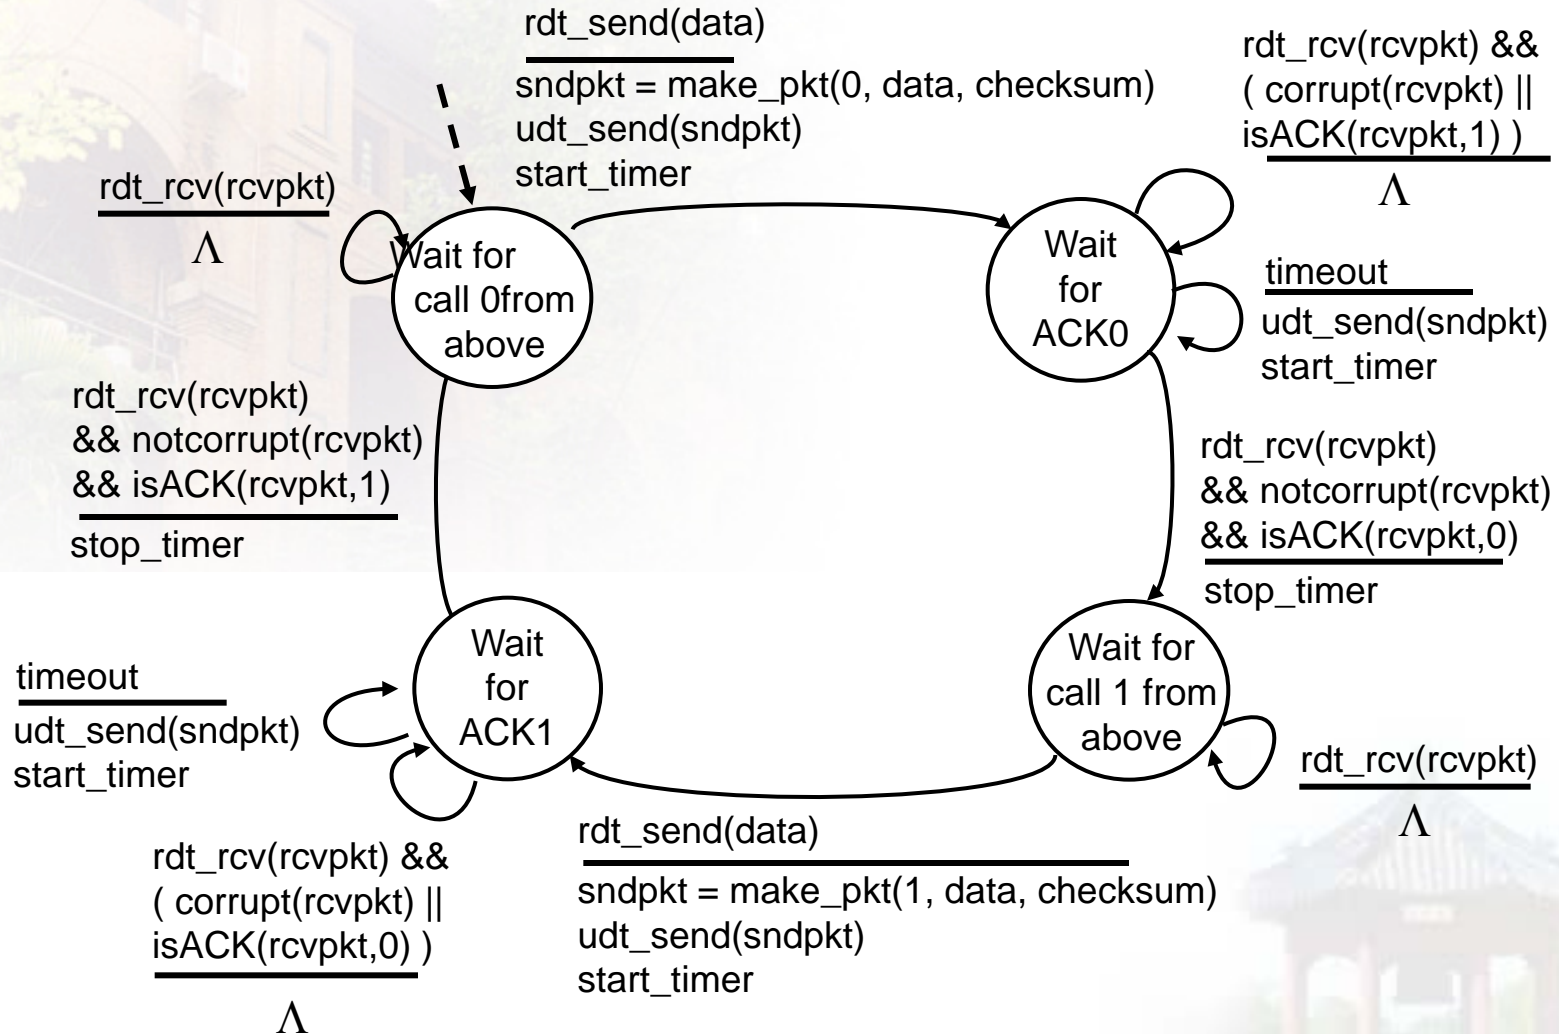 rdt_send(data)
sndpkt = make_pkt(0, data, checksum)
udt_send(sndpkt)
start_timer
rdt_rcv(rcvpkt) &&
( corrupt(rcvpkt) ||
isACK(rcvpkt,1) )
Λ
rdt_rcv(rcvpkt)
Λ
Wait for
call 0from
above
Wait
for
ACK0
timeout
udt_send(sndpkt)
start_timer
rdt_rcv(rcvpkt)
&& notcorrupt(rcvpkt)
&& isACK(rcvpkt,1)
stop_timer
rdt_rcv(rcvpkt)
&& notcorrupt(rcvpkt)
&& isACK(rcvpkt,0)
stop_timer
Wait
for
ACK1
Wait for
call 1 from
above
timeout
udt_send(sndpkt)
start_timer
rdt_rcv(rcvpkt)
Λ
rdt_rcv(rcvpkt) &&
( corrupt(rcvpkt) ||
isACK(rcvpkt,0) )
Λ
rdt_send(data)
sndpkt = make_pkt(1, data, checksum)
udt_send(sndpkt)
start_timer